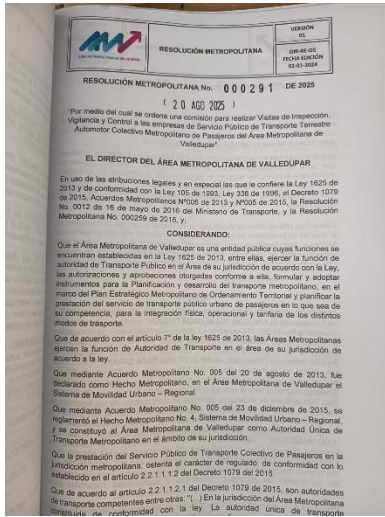 AMV
ÁREA METROPOLITANA DE VALLEDUPAR
RESOLUCIÓN METROPOLITANA
VERSIÓN
01
DIR-RE-05
FECHA EDICIÓN
02-01-2024
RESOLUCIÓN METROPOLITANA No. 000291 DE 2025
( 20 AGO 2025 )
"Por medio del cual se ordena una comisión para realizar Visitas de Inspección,
Vigilancia y Control a las empresas de Servicio Público de Transporte Terrestre
Automotor Colectivo Metropolitano de Pasajeros del Área Metropolitana de
Valledupar"
EL DIRECTOR DEL ÁREA METROPOLITANA DE VALLEDUPAR
En uso de las atribuciones legales y en especial las que le confiere la Ley 1625 de
2013 y de conformidad con la Ley 105 de 1993, Ley 336 de 1996, el Decreto 1079
de 2015, Acuerdos Metropolitanos N°005 de 2013 y N°005 de 2015, la Resolución
No. 0012 de 16 de mayo de 2016 del Ministerio de Transporte, y la Resolución
Metropolitana No. 000259 de 2016, y;
CONSIDERANDO:
Que el Área Metropolitana de Valledupar es una entidad pública cuyas funciones se
encuentran establecidas en la Ley 1625 de 2013, entre ellas, ejercer la función de
autoridad de Transporte Público en el Área de su jurisdicción de acuerdo con la Ley,
las autorizaciones y aprobaciones otorgadas conforme a ella, formular y adoptar
instrumentos para la Planificación y desarrollo del transporte metropolitano, en el
marco del Plan Estratégico Metropolitano de Ordenamiento Territorial y planificar la
prestación del servicio de transporte público urbano de pasajeros en lo que sea de
su competencia, para la integración física, operacional y tarifaria de los distintos
modos de trasporte.
Que de acuerdo con el artículo 7° de la ley 1625 de 2013, las Áreas Metropolitanas
ejercen la función de Autoridad de Transporte en el área de su jurisdicción de
acuerdo a la ley.
Que mediante Acuerdo Metropolitano No. 005 del 20 de agosto de 2013, fue
declarado como Hecho Metropolitano, en el Área Metropolitana de Valledupar el
Sistema de Movilidad Urbano – Regional.
Que mediante Acuerdo Metropolitano No. 005 del 23 de diciembre de 2015, se
reglamentó el Hecho Metropolitano No. 4, Sistema de Movilidad Urbano – Regional,
y se constituyó al Área Metropolitana de Valledupar como Autoridad Única de
Transporte Metropolitano en el ámbito de su jurisdicción.
Que la prestación del Servicio Público de Transporte Colectivo de Pasajeros en la
jurisdicción metropolitana, ostenta el carácter de regulado, de conformidad con lo
establecido en el artículo 2.2.1.1.1.2 del Decreto 1079 del 2015.
Que de acuerdo al artículo 2.2.1.1.2.1 del Decreto 1079 de 2015, son autoridades
de transporte competentes entre otras: "(...) En la jurisdicción del Área Metropolitana
constituida de conformidad con la ley. La autoridad única de transporte